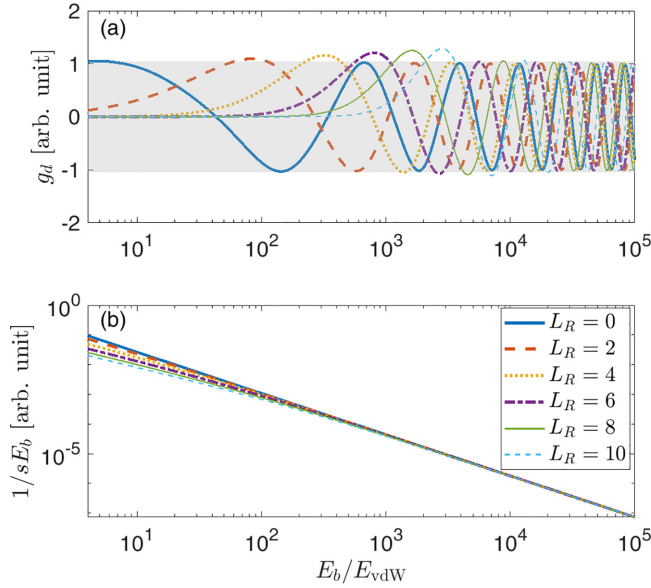 (a)
g_d [arb. unit]
2
1
0
-1
-2
10^1 10^2 10^3 10^4 10^5
(b)
1/sE_b [arb. unit]
10^0
10^-5
L_R = 0
L_R = 2
L_R = 4
L_R = 6
L_R = 8
L_R = 10
10^1 10^2 10^3 10^4 10^5
E_b/E_vdW